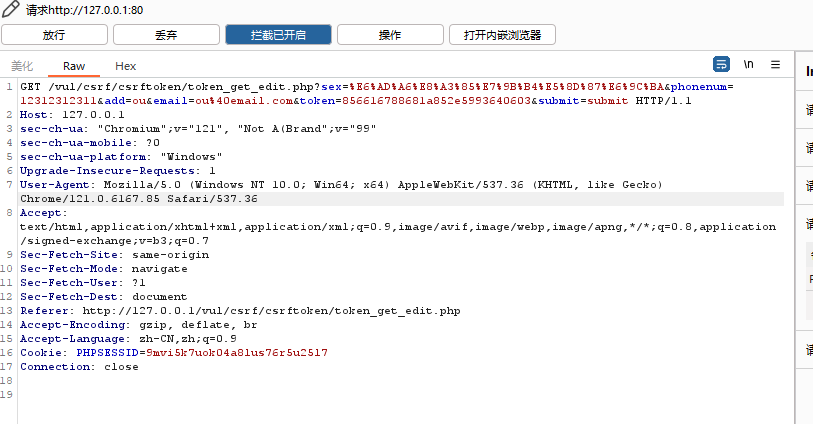 请求http://127.0.0.1:80
放行 丢弃 拦截已开启 操作 打开内嵌浏览器
美化 Raw Hex \n
1 GET /vul/csrf/csrftoken/token_get_edit.php?sex=%E6%AD%A6%E8%A3%85%E7%9B%B4%E5%8D%87%E6%9C%BA&phonenum=
12312312311&add=ou&email=ou%40email.com&token=856616788681a852e5993640603&submit=submit HTTP/1.1
2 Host: 127.0.0.1
3 sec-ch-ua: "Chromium";v="121", "Not A(Brand";v="99"
4 sec-ch-ua-mobile: ?0
5 sec-ch-ua-platform: "Windows"
6 Upgrade-Insecure-Requests: 1
7 User-Agent: Mozilla/5.0 (Windows NT 10.0; Win64; x64) AppleWebKit/537.36 (KHTML, like Gecko)
Chrome/121.0.6167.85 Safari/537.36
8 Accept:
text/html,application/xhtml+xml,application/xml;q=0.9,image/avif,image/webp,image/apng,*/*;q=0.8,application
/signed-exchange;v=b3;q=0.7
9 Sec-Fetch-Site: same-origin
10 Sec-Fetch-Mode: navigate
11 Sec-Fetch-User: ?1
12 Sec-Fetch-Dest: document
13 Referer: http://127.0.0.1/vul/csrf/csrftoken/token_get_edit.php
14 Accept-Encoding: gzip, deflate, br
15 Accept-Language: zh-CN,zh;q=0.9
16 Cookie: PHPSESSID=9mvi5k7uok04a81us76r5u2517
17 Connection: close
18
19